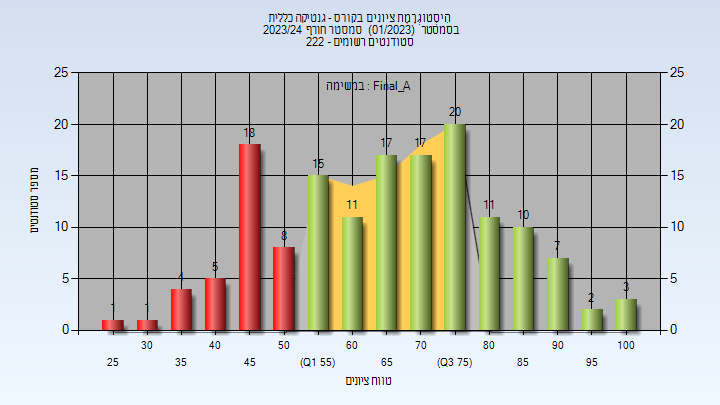 היסטוגרמת ציונים בקורס - גנטיקה כללית
בסמסטר (01/2023) סמסטר חורף 2023/24
סטודנטים רשומים - 222
במשימה : Final_A
מספר סטודנטים
25 25
20 20
15 15
10 10
5 5
0 0
1 1 4 5 18 8 15 11 17 17 20 11 10 7 2 3
30 40 50 60 70 80 90 100
25 35 45 (Q1 55) 65 (Q3 75) 85 95
טווח ציונים